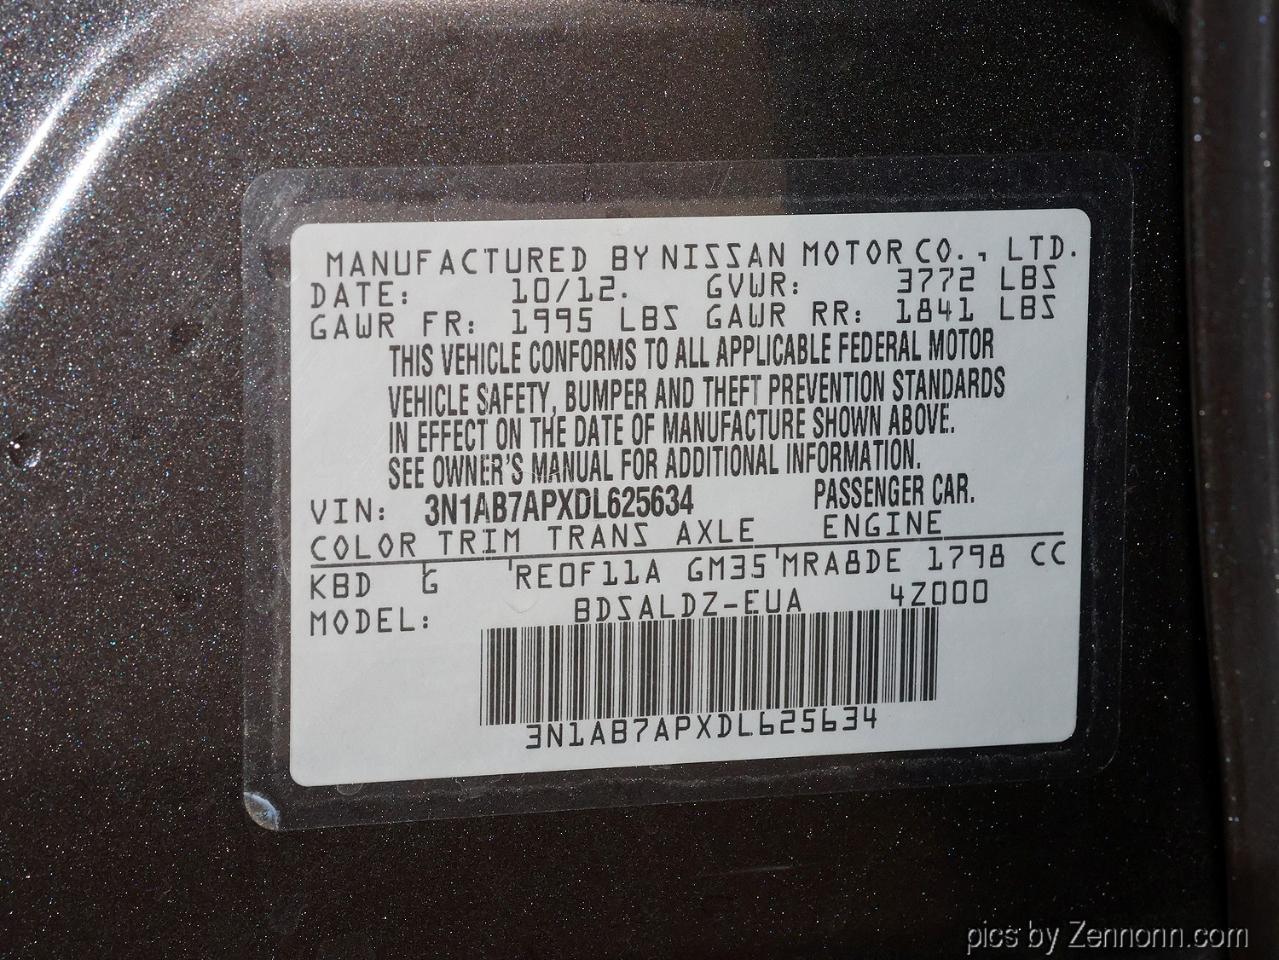 MANUFACTURED BY NISSAN MOTOR CO., LTD.
DATE: 10/12. GVWR: 3772 LBS
GAWR FR: 1995 LBS GAWR RR: 1841 LBS
THIS VEHICLE CONFORMS TO ALL APPLICABLE FEDERAL MOTOR
VEHICLE SAFETY, BUMPER AND THEFT PREVENTION STANDARDS
IN EFFECT ON THE DATE OF MANUFACTURE SHOWN ABOVE.
SEE OWNER'S MANUAL FOR ADDITIONAL INFORMATION.
VIN: 3N1AB7APXDL625634 PASSENGER CAR.
COLOR TRIM TRANS AXLE ENGINE
KBD G RE0F11A GM35 MRA8DE 1798 CC
MODEL: BDSALDZ-EUA 4Z000
3N1AB7APXDL625634
pics by Zennonn.com